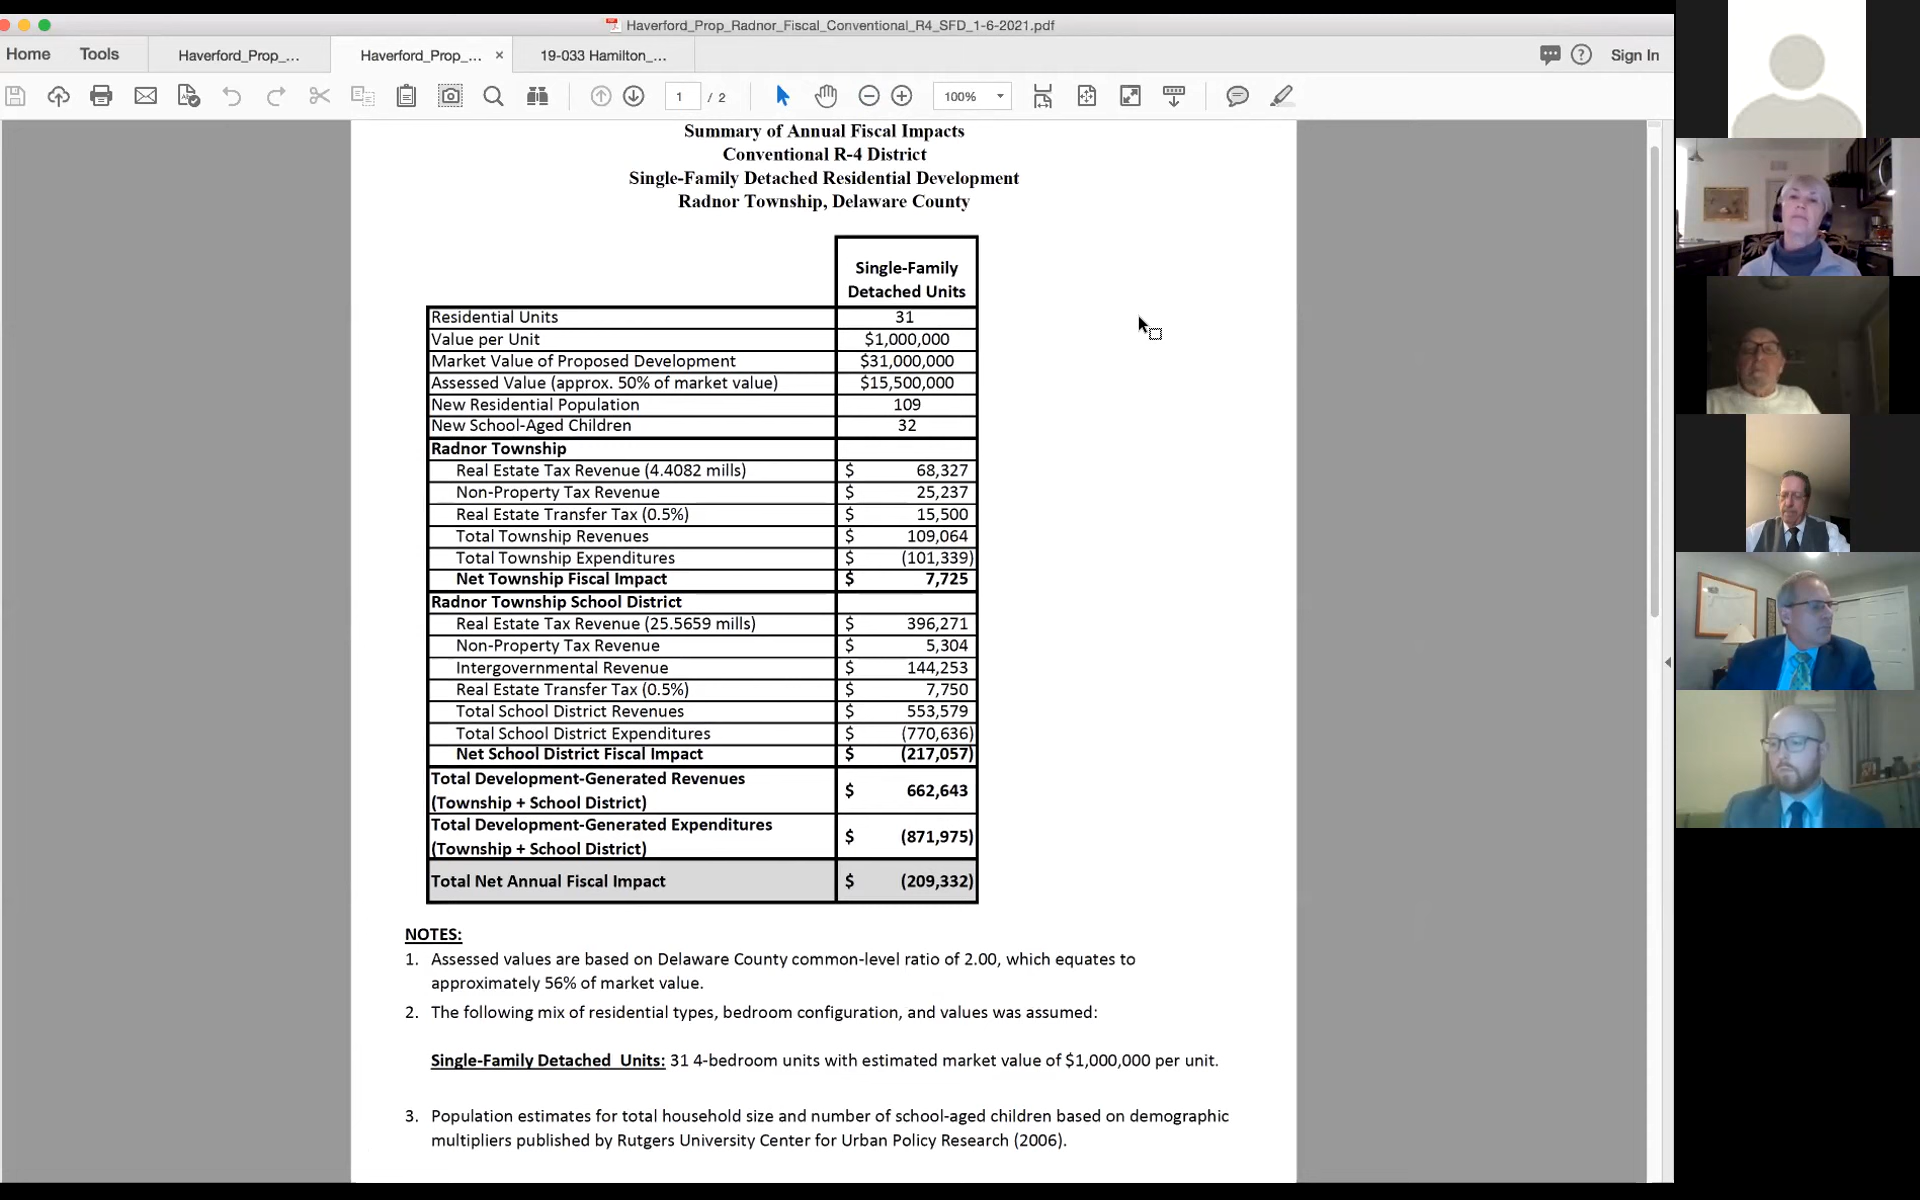 Haverford_Prop_Radnor_Fiscal_Conventional_R4_SFD_1-6-2021.pdf
Home Tools Haverford_Prop_... Haverford_Prop_... × 19-033 Hamilton_... Sign In
1 / 2 100%
Summary of Annual Fiscal Impacts
Conventional R-4 District
Single-Family Detached Residential Development
Radnor Township, Delaware County
Single-Family
Detached Units
Residential Units 31
Value per Unit $1,000,000
Market Value of Proposed Development $31,000,000
Assessed Value (approx. 50% of market value) $15,500,000
New Residential Population 109
New School-Aged Children 32
Radnor Township
Real Estate Tax Revenue (4.4082 mills) $ 68,327
Non-Property Tax Revenue $ 25,237
Real Estate Transfer Tax (0.5%) $ 15,500
Total Township Revenues $ 109,064
Total Township Expenditures $ (101,339)
Net Township Fiscal Impact $ 7,725
Radnor Township School District
Real Estate Tax Revenue (25.5659 mills) $ 396,271
Non-Property Tax Revenue $ 5,304
Intergovernmental Revenue $ 144,253
Real Estate Transfer Tax (0.5%) $ 7,750
Total School District Revenues $ 553,579
Total School District Expenditures $ (770,636)
Net School District Fiscal Impact $ (217,057)
Total Development-Generated Revenues
(Township + School District) $ 662,643
Total Development-Generated Expenditures
(Township + School District) $ (871,975)
Total Net Annual Fiscal Impact $ (209,332)
NOTES:
1. Assessed values are based on Delaware County common-level ratio of 2.00, which equates to
approximately 56% of market value.
2. The following mix of residential types, bedroom configuration, and values was assumed:
Single-Family Detached Units: 31 4-bedroom units with estimated market value of $1,000,000 per unit.
3. Population estimates for total household size and number of school-aged children based on demographic
multipliers published by Rutgers University Center for Urban Policy Research (2006).